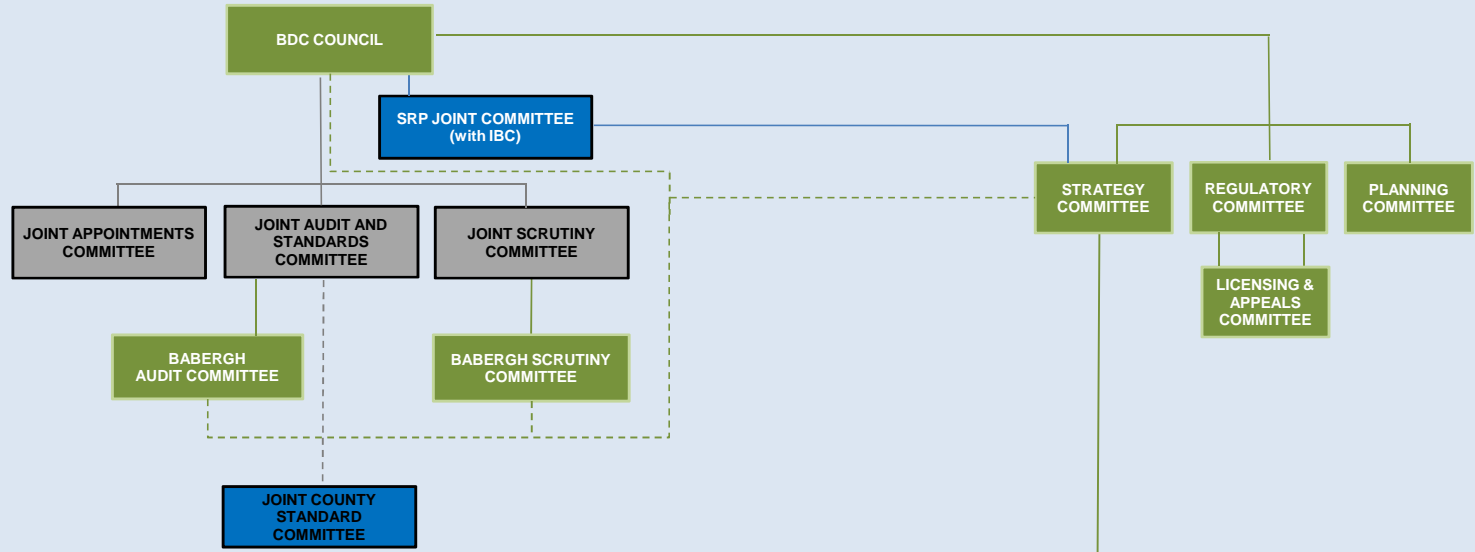 BDC COUNCIL
SRP JOINT COMMITTEE
(with IBC)
STRATEGY
COMMITTEE
REGULATORY
COMMITTEE
PLANNING
COMMITTEE
JOINT APPOINTMENTS
COMMITTEE
JOINT AUDIT AND
STANDARDS
COMMITTEE
JOINT SCRUTINY
COMMITTEE
LICENSING &
APPEALS
COMMITTEE
BABERGH
AUDIT COMMITTEE
BABERGH SCRUTINY
COMMITTEE
JOINT COUNTY
STANDARD
COMMITTEE